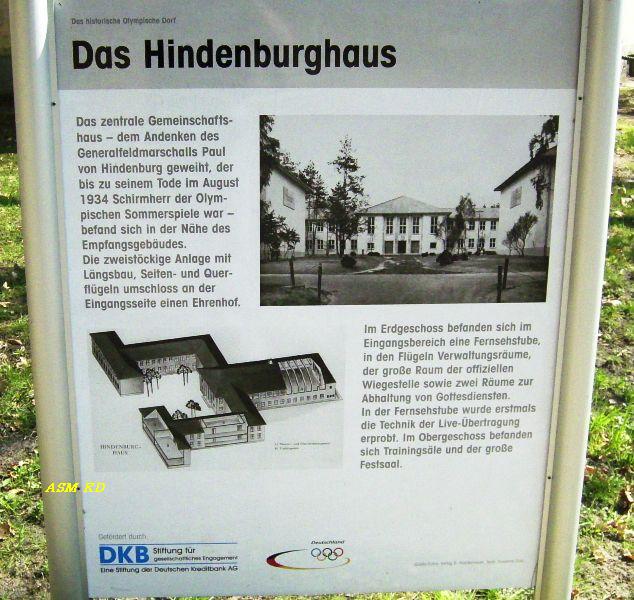 Das historische Olympische Dorf
Das Hindenburghaus
Das zentrale Gemeinschafts-
haus – dem Andenken des
Generalfeldmarschalls Paul
von Hindenburg geweiht, der
bis zu seinem Tode im August
1934 Schirmherr der Olym-
pischen Sommerspiele war –
befand sich in der Nähe des
Empfangsgebäudes.
Die zweistöckige Anlage mit
Längsbau, Seiten- und Quer-
flügeln umschloss an der
Eingangsseite einen Ehrenhof.
Im Erdgeschoss befanden sich im
Eingangsbereich eine Fernsehstube,
in den Flügeln Verwaltungsräume,
der große Raum der offiziellen
Wiegestelle sowie zwei Räume zur
Abhaltung von Gottesdiensten.
In der Fernsehstube wurde erstmals
die Technik der Live-Übertragung
erprobt. Im Obergeschoss befanden
sich Trainingsäle und der große
Festsaal.
HINDENBURG-
HAUS
ASM KD
Gefördert durch
DKB Stiftung für
gesellschaftliches Engagement
Eine Stiftung der Deutschen Kreditbank AG
Deutschland